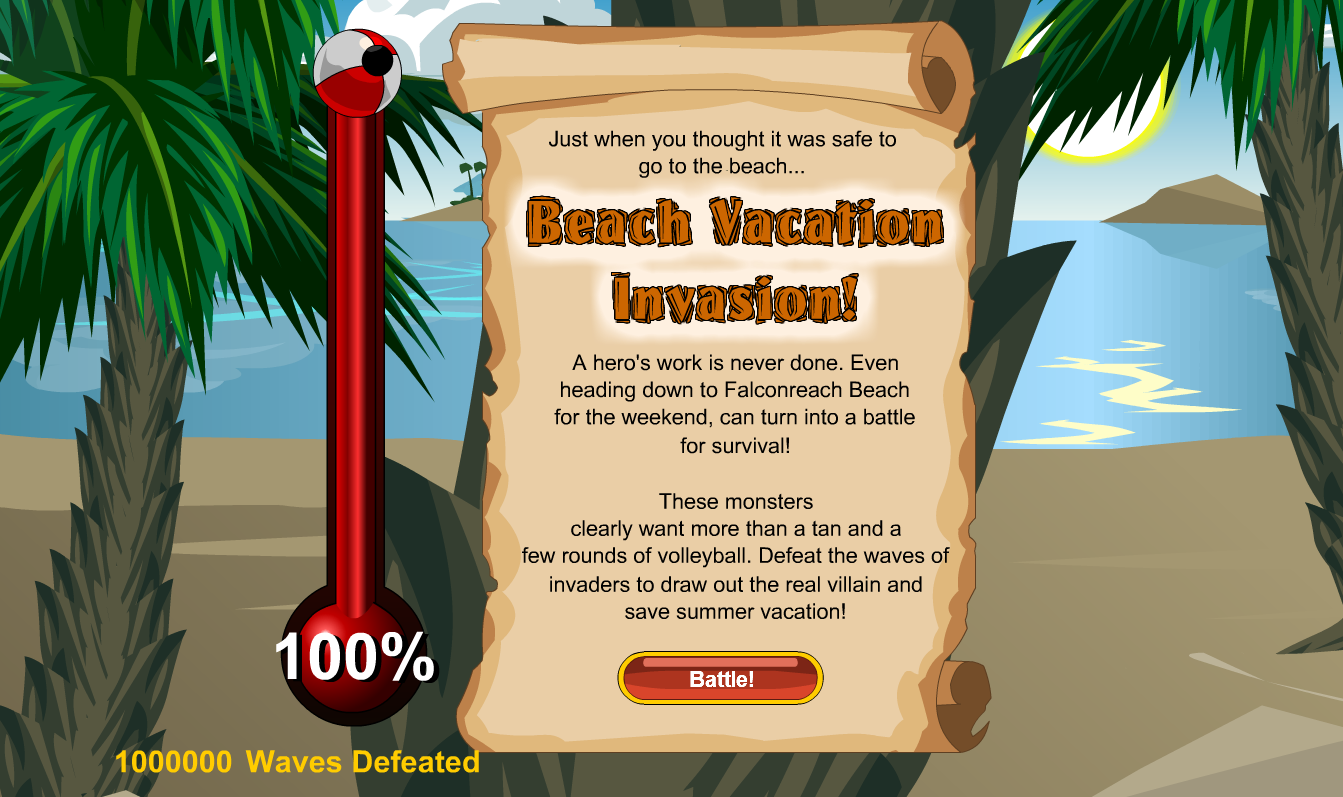 Just when you thought it was safe to
go to the beach...
Beach Vacation
Invasion!
A hero's work is never done. Even
heading down to Falconreach Beach
for the weekend, can turn into a battle
for survival!
These monsters
clearly want more than a tan and a
few rounds of volleyball. Defeat the waves of
invaders to draw out the real villain and
save summer vacation!
Battle!
100%
1000000 Waves Defeated